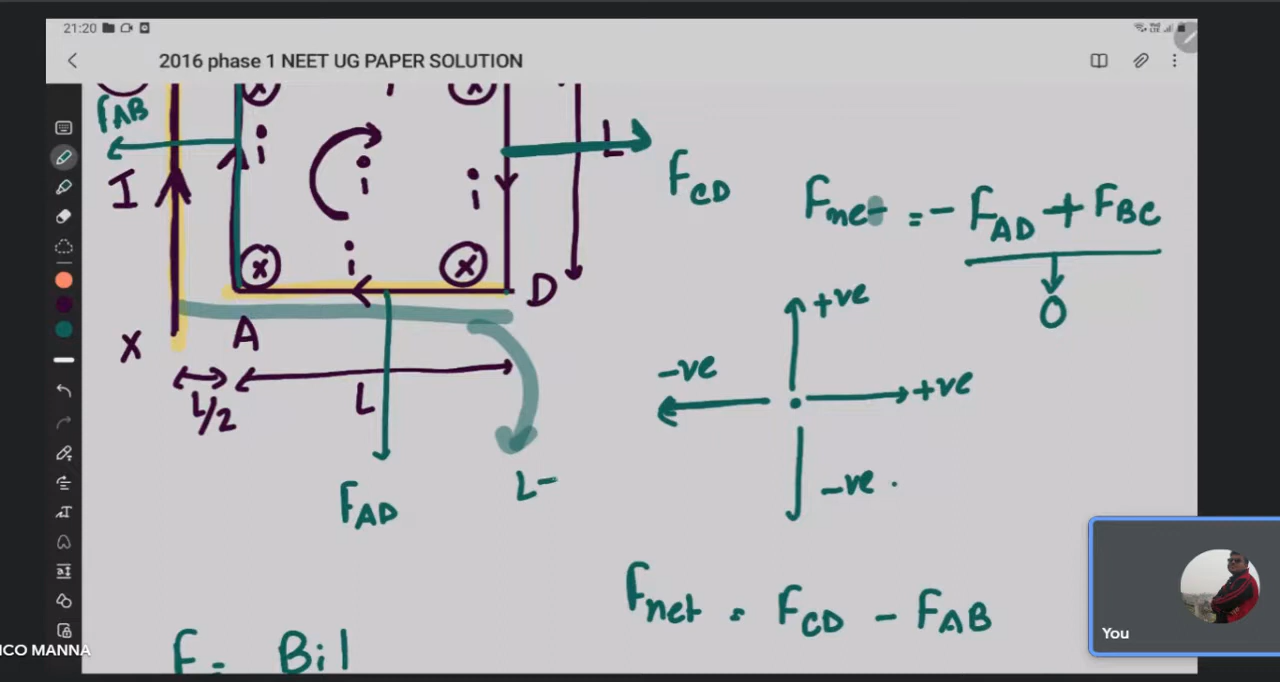 21:20
2016 phase 1 NEET UG PAPER SOLUTION
FAB
I
i
i
i
L
FCD
Fnet = - FAD + FBC
0
i
x
x
D
X
A
L/2
L
FAD
L-
+ve
-ve
+ve
-ve .
Fnet = FCD - FAB
F = Bil
You
ICO MANNA